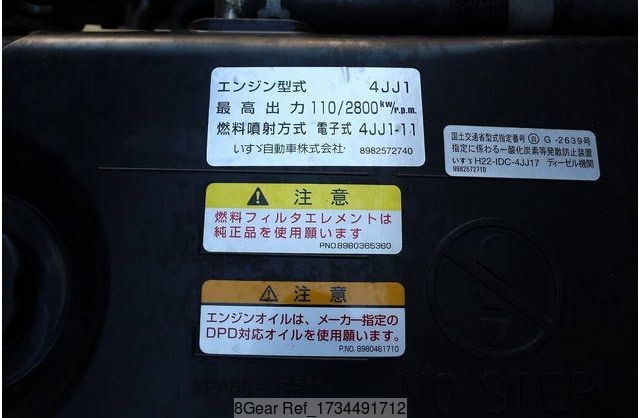 エンジン型式 4JJ1
最高出力 110/2800kW/r.p.m.
燃料噴射方式 電子式 4JJ1-11
いすゞ自動車株式会社 8982572740
国土交通省型式指定番号 自 G -2639号
指定に係わる一酸化炭素等発散防止装置
いすゞH22-IDC-4JJ17 ディーゼル機関
8982572710
注意
燃料フィルタエレメントは
純正品を使用願います
PNO.8980365360
注意
エンジンオイルは、メーカー指定の
DPD対応オイルを使用願います。
P.NO. 8980461710
NO STEP
8Gear Ref_1734491712